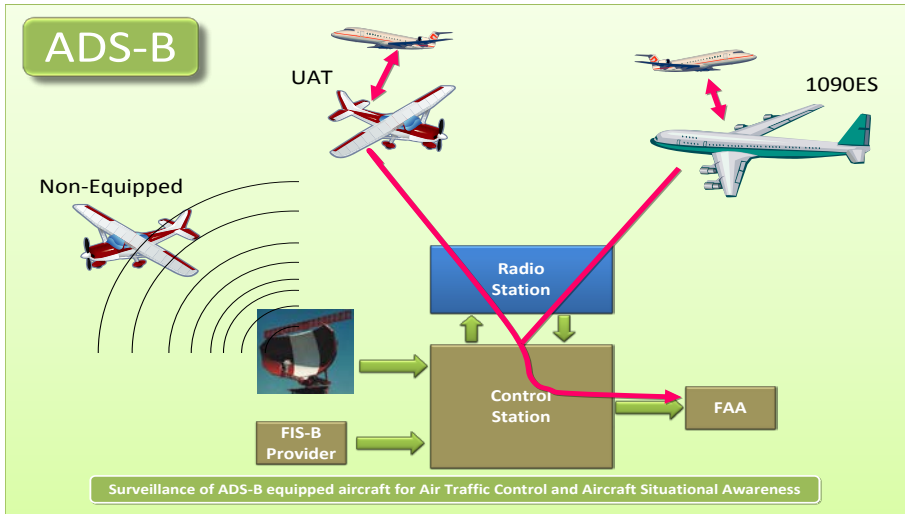 ADS-B
UAT
1090ES
Non-Equipped
Radio
Station
Control
Station
FAA
FIS-B
Provider
Surveillance of ADS-B equipped aircraft for Air Traffic Control and Aircraft Situational Awareness